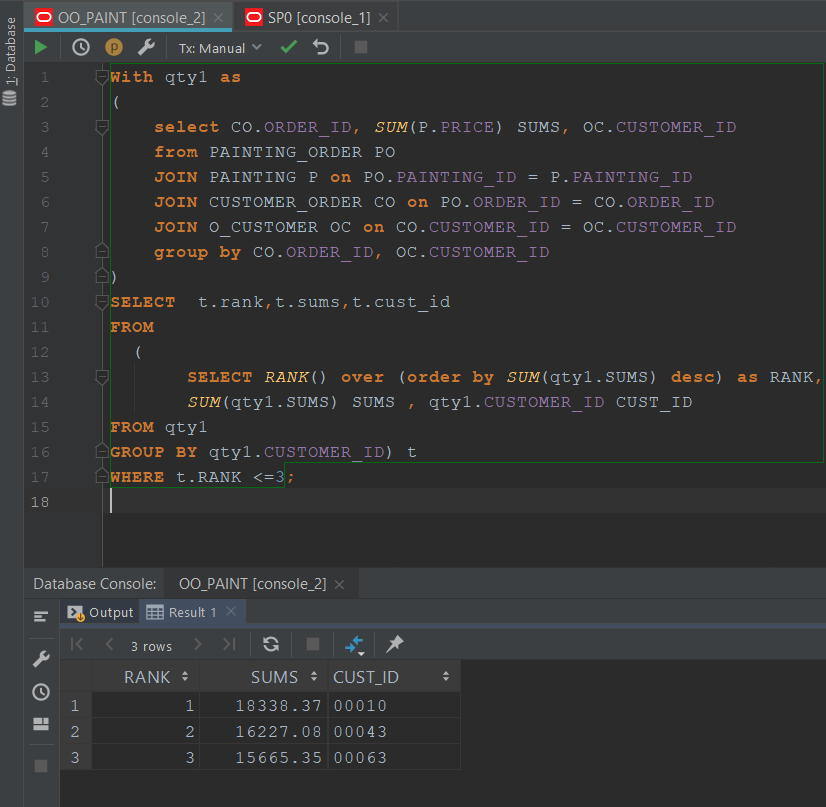 OO_PAINT [console_2]
SP0 [console_1]
1: Database
Tx: Manual
1 With qty1 as
2 (
3 select CO.ORDER_ID, SUM(P.PRICE) SUMS, OC.CUSTOMER_ID
4 from PAINTING_ORDER PO
5 JOIN PAINTING P on PO.PAINTING_ID = P.PAINTING_ID
6 JOIN CUSTOMER_ORDER CO on PO.ORDER_ID = CO.ORDER_ID
7 JOIN O_CUSTOMER OC on CO.CUSTOMER_ID = OC.CUSTOMER_ID
8 group by CO.ORDER_ID, OC.CUSTOMER_ID
9 )
10 SELECT  t.rank,t.sums,t.cust_id
11 FROM
12 (
13 SELECT RANK() over (order by SUM(qty1.SUMS) desc) as RANK,
14 SUM(qty1.SUMS) SUMS , qty1.CUSTOMER_ID CUST_ID
15 FROM qty1
16 GROUP BY qty1.CUSTOMER_ID) t
17 WHERE t.RANK <=3;
18
Database Console: OO_PAINT [console_2]
Output Result 1
3 rows
RANK SUMS CUST_ID
1 1 18338.37 00010
2 2 16227.08 00043
3 3 15665.35 00063